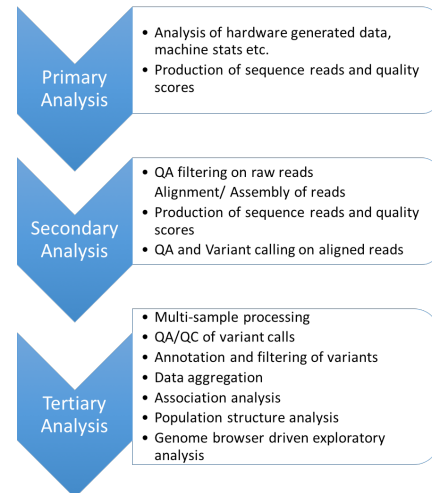 Primary
Analysis
• Analysis of hardware generated data,
machine stats etc.
• Production of sequence reads and quality
scores
Secondary
Analysis
• QA filtering on raw reads
Alignment/ Assembly of reads
• Production of sequence reads and quality
scores
• QA and Variant calling on aligned reads
Tertiary
Analysis
• Multi-sample processing
• QA/QC of variant calls
• Annotation and filtering of variants
• Data aggregation
• Association analysis
• Population structure analysis
• Genome browser driven exploratory
analysis